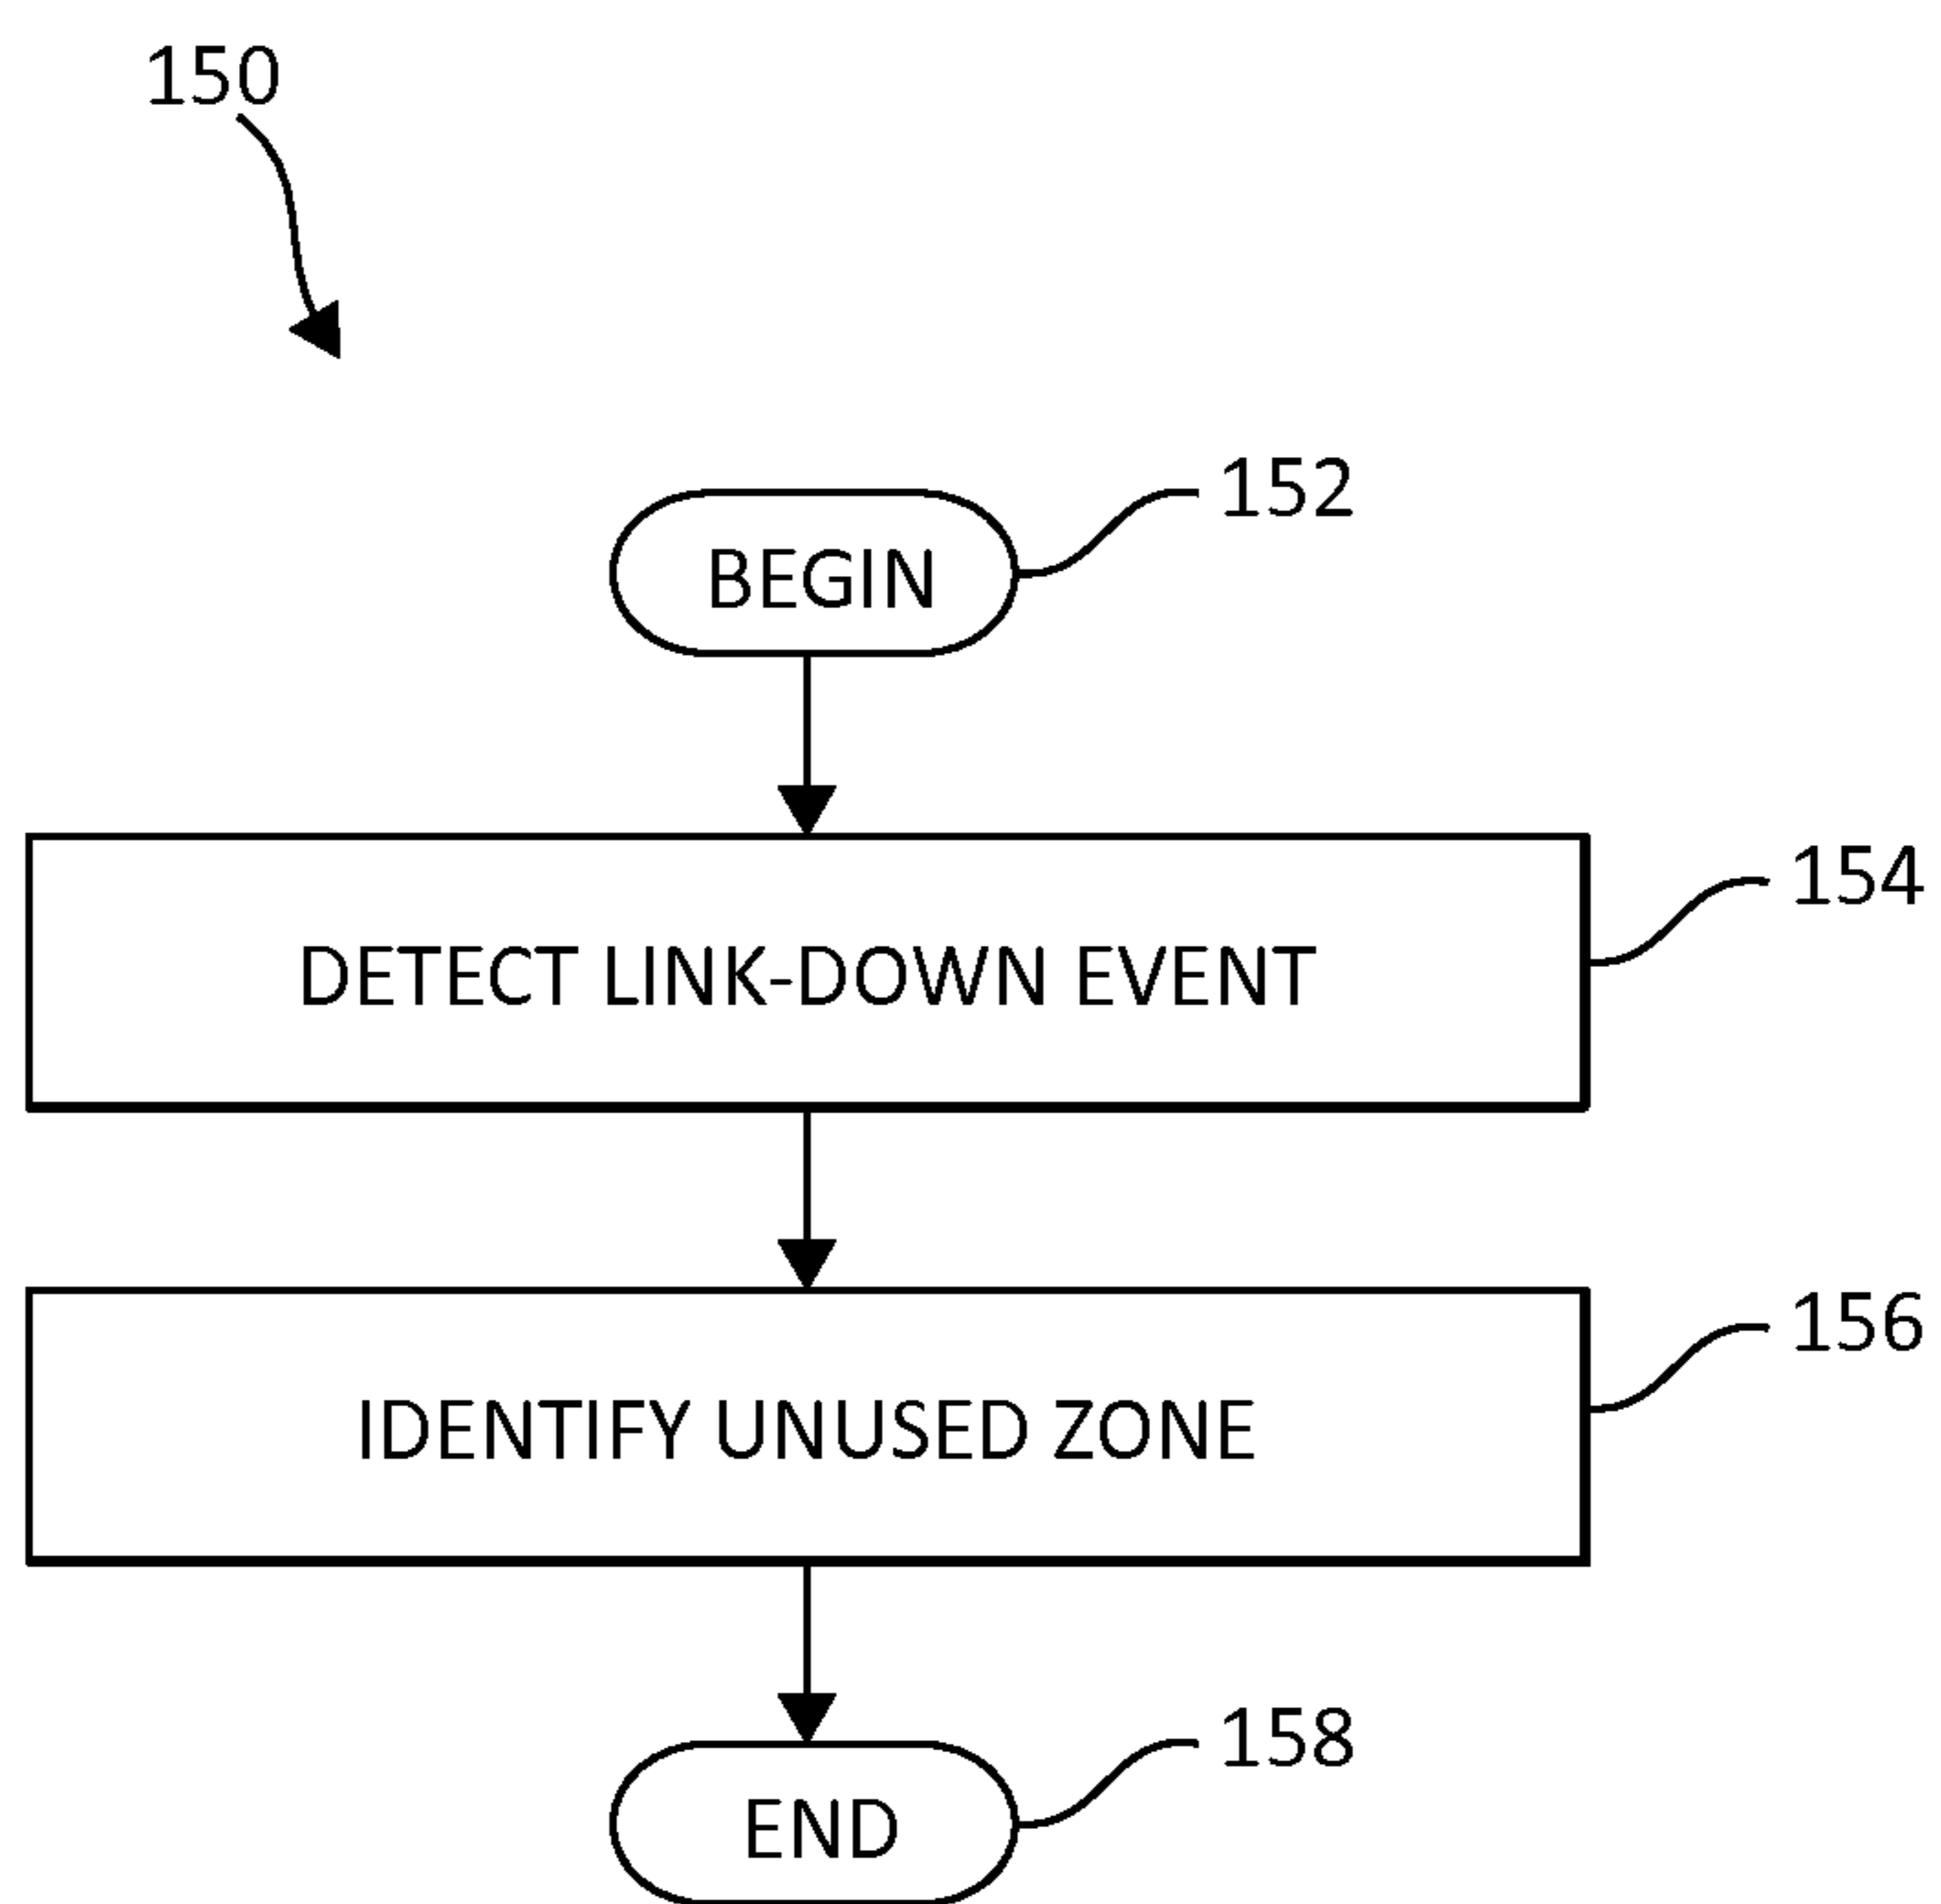 150
152
BEGIN
154
DETECT LINK-DOWN EVENT
156
IDENTIFY UNUSED ZONE
158
END